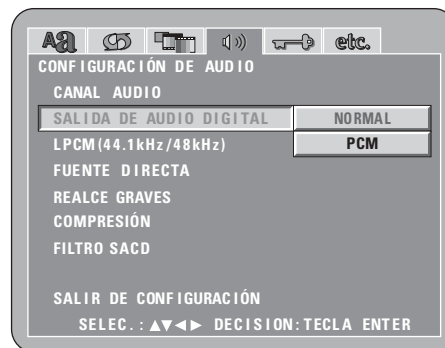 Aa etc.
CONFIGURACIÓN DE AUDIO
CANAL AUDIO
SALIDA DE AUDIO DIGITAL NORMAL
LPCM(44.1kHz/48kHz) PCM
FUENTE DIRECTA
REALCE GRAVES
COMPRESIÓN
FILTRO SACD
SALIR DE CONFIGURACIÓN
SELEC.:▲▼◀▶ DECISION:TECLA ENTER